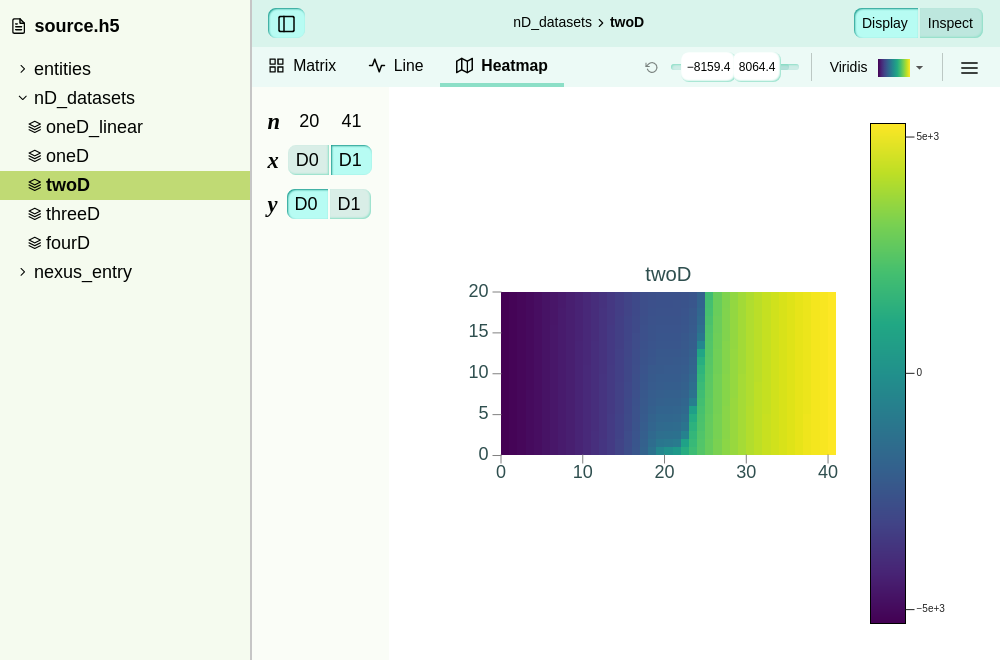 source.h5
entities
nD_datasets
oneD_linear
oneD
twoD
threeD
fourD
nexus_entry
nD_datasets › twoD
Display Inspect
Matrix Line Heatmap −8159.4 8064.4 Viridis
n 20 41
x D0 D1
y D0 D1
twoD
20
15
10
5
0
0 10 20 30 40
5e+3
0
−5e+3